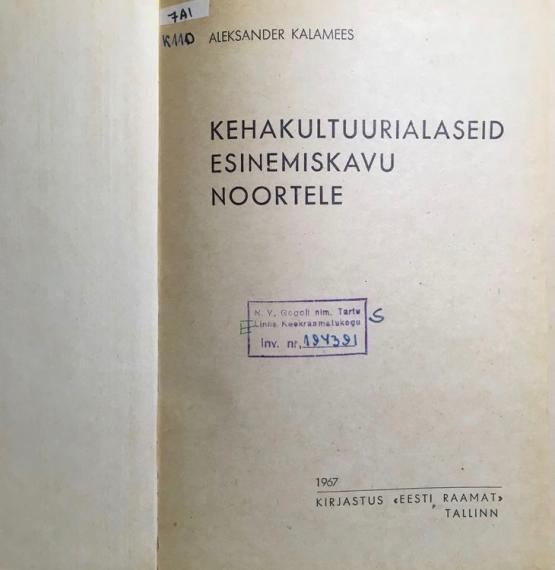 7A1
K110 ALEKSANDER KALAMEES
KEHAKULTUURIALASEID
ESINEMISKAVU
NOORTELE
N. V. Gogoli nim. Tartu
Linna Keskraamatukogu
Inv. nr. 194391
S
E
1967
KIRJASTUS «EESTI RAAMAT»
TALLINN